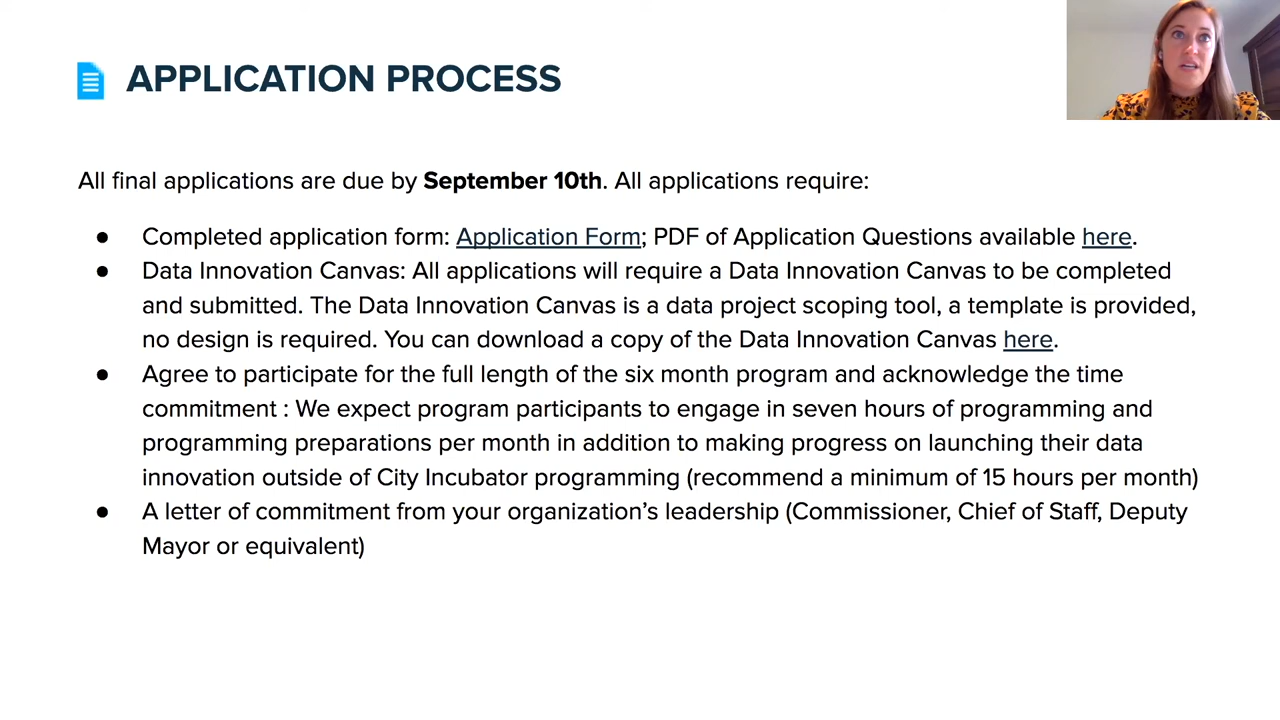 APPLICATION PROCESS
All final applications are due by September 10th. All applications require:
● Completed application form: Application Form; PDF of Application Questions available here.
● Data Innovation Canvas: All applications will require a Data Innovation Canvas to be completed
and submitted. The Data Innovation Canvas is a data project scoping tool, a template is provided,
no design is required. You can download a copy of the Data Innovation Canvas here.
● Agree to participate for the full length of the six month program and acknowledge the time
commitment : We expect program participants to engage in seven hours of programming and
programming preparations per month in addition to making progress on launching their data
innovation outside of City Incubator programming (recommend a minimum of 15 hours per month)
● A letter of commitment from your organization’s leadership (Commissioner, Chief of Staff, Deputy
Mayor or equivalent)